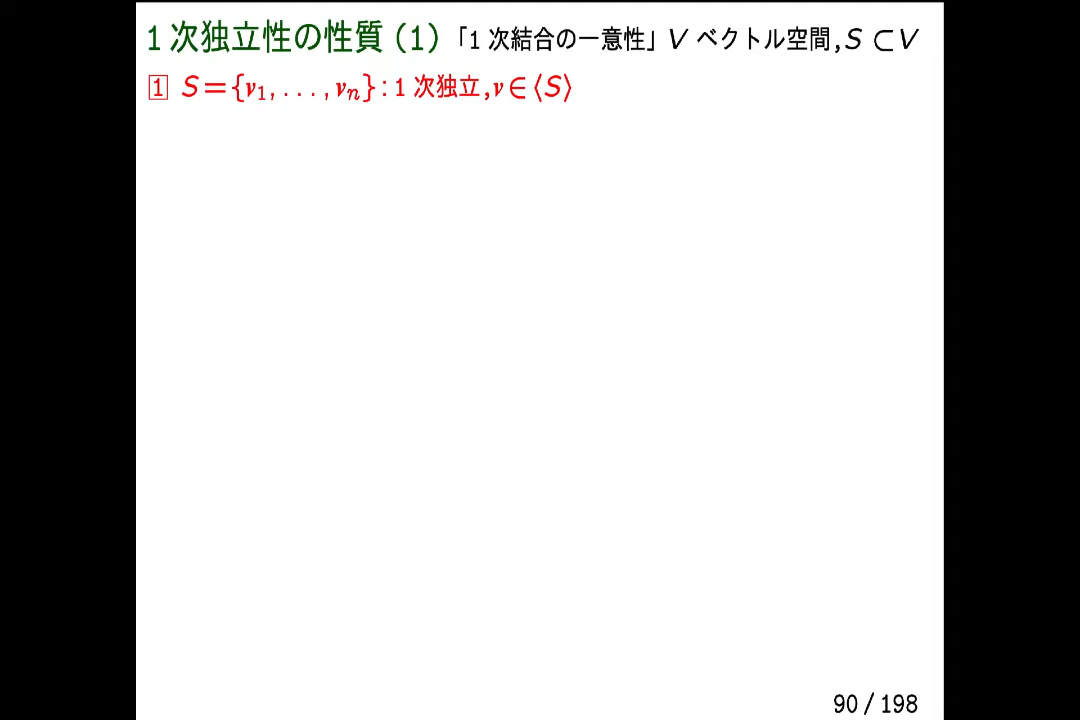 1 次独立性の性質 (1) 「1 次結合の一意性」 V ベクトル空間, S ⊂ V
1 S = {v₁, . . . , vₙ} : 1 次独立, v ∈ ⟨S⟩
90 / 198